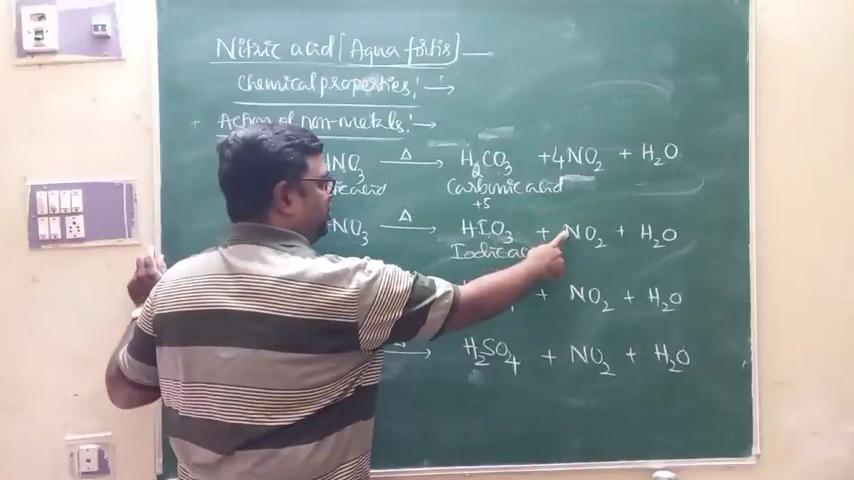 Nitric acid [Aqua fortis]
Chemical properties:→
Action of non-metals:→
HNO3 Δ→ H2CO3 +4NO2 + H2O
Carbonic acid
+5
NO3 Δ→ HIO3 + NO2 + H2O
Iodic
+ NO2 + H2O
→ H2SO4 + NO2 + H2O